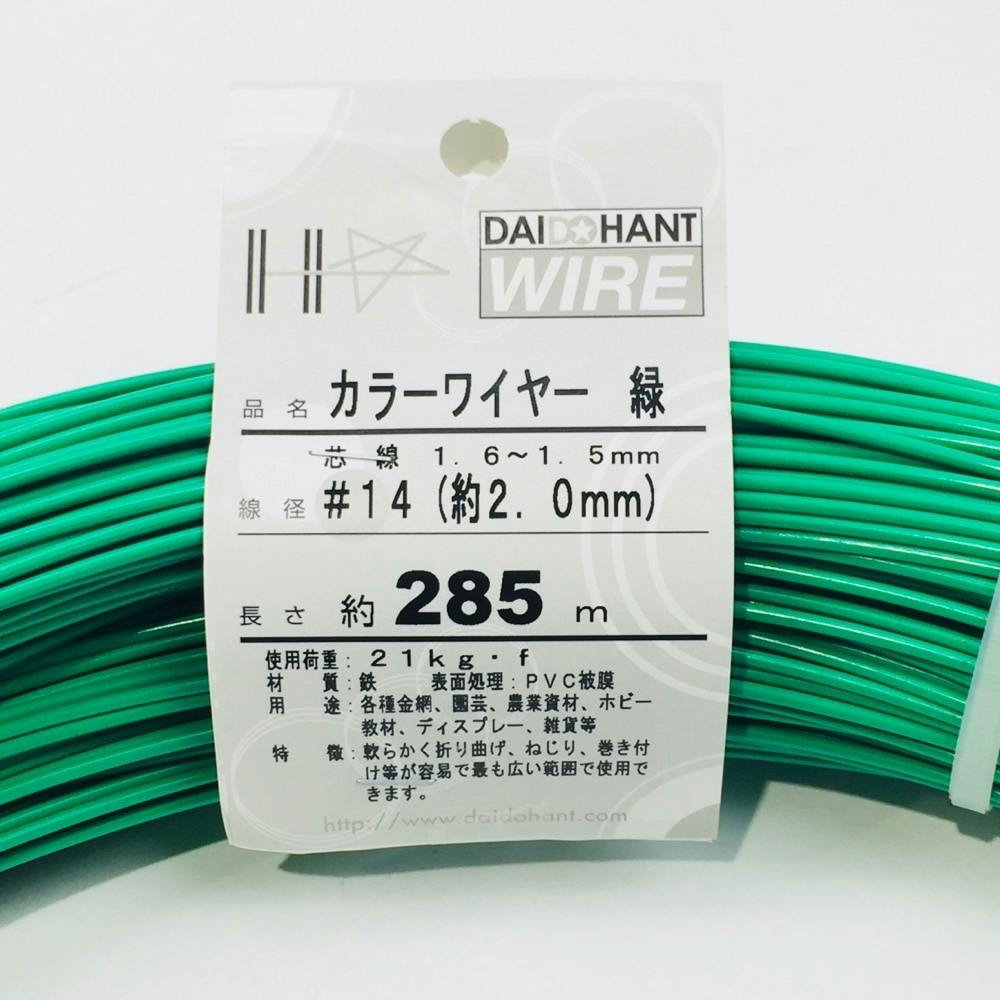 DAIDOHANT
WIRE
品名 カラーワイヤー 緑
芯線 1.6～1.5mm
線径 #14 (約2.0mm)
長さ 約 285 m
使用荷重：21kg・f
材質：鉄 表面処理：PVC被膜
用途：各種金網、園芸、農業資材、ホビー
教材、ディスプレー、雑貨等
特徴：軟らかく折り曲げ、ねじり、巻き付
け等が容易で最も広い範囲で使用で
きます。
http://www.daidohant.com